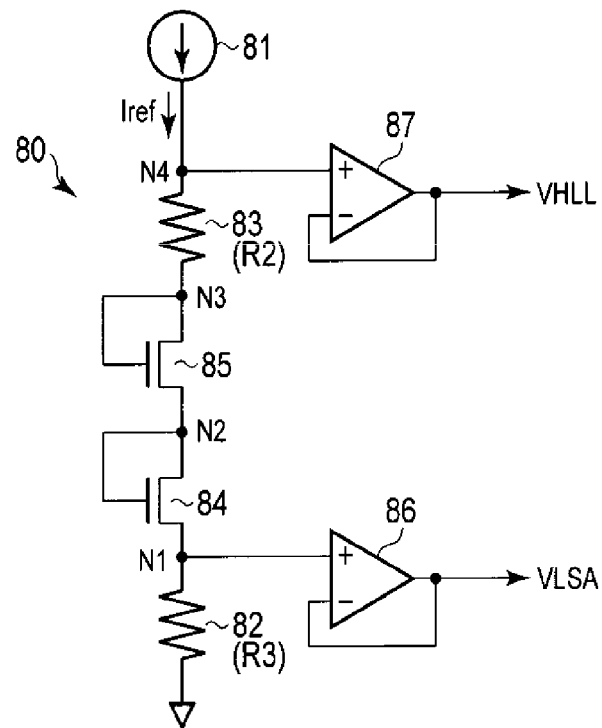 81
Iref
80
N4
+
87
−
VHLL
83
(R2)
N3
85
N2
84
N1
+
86
−
VLSA
82
(R3)